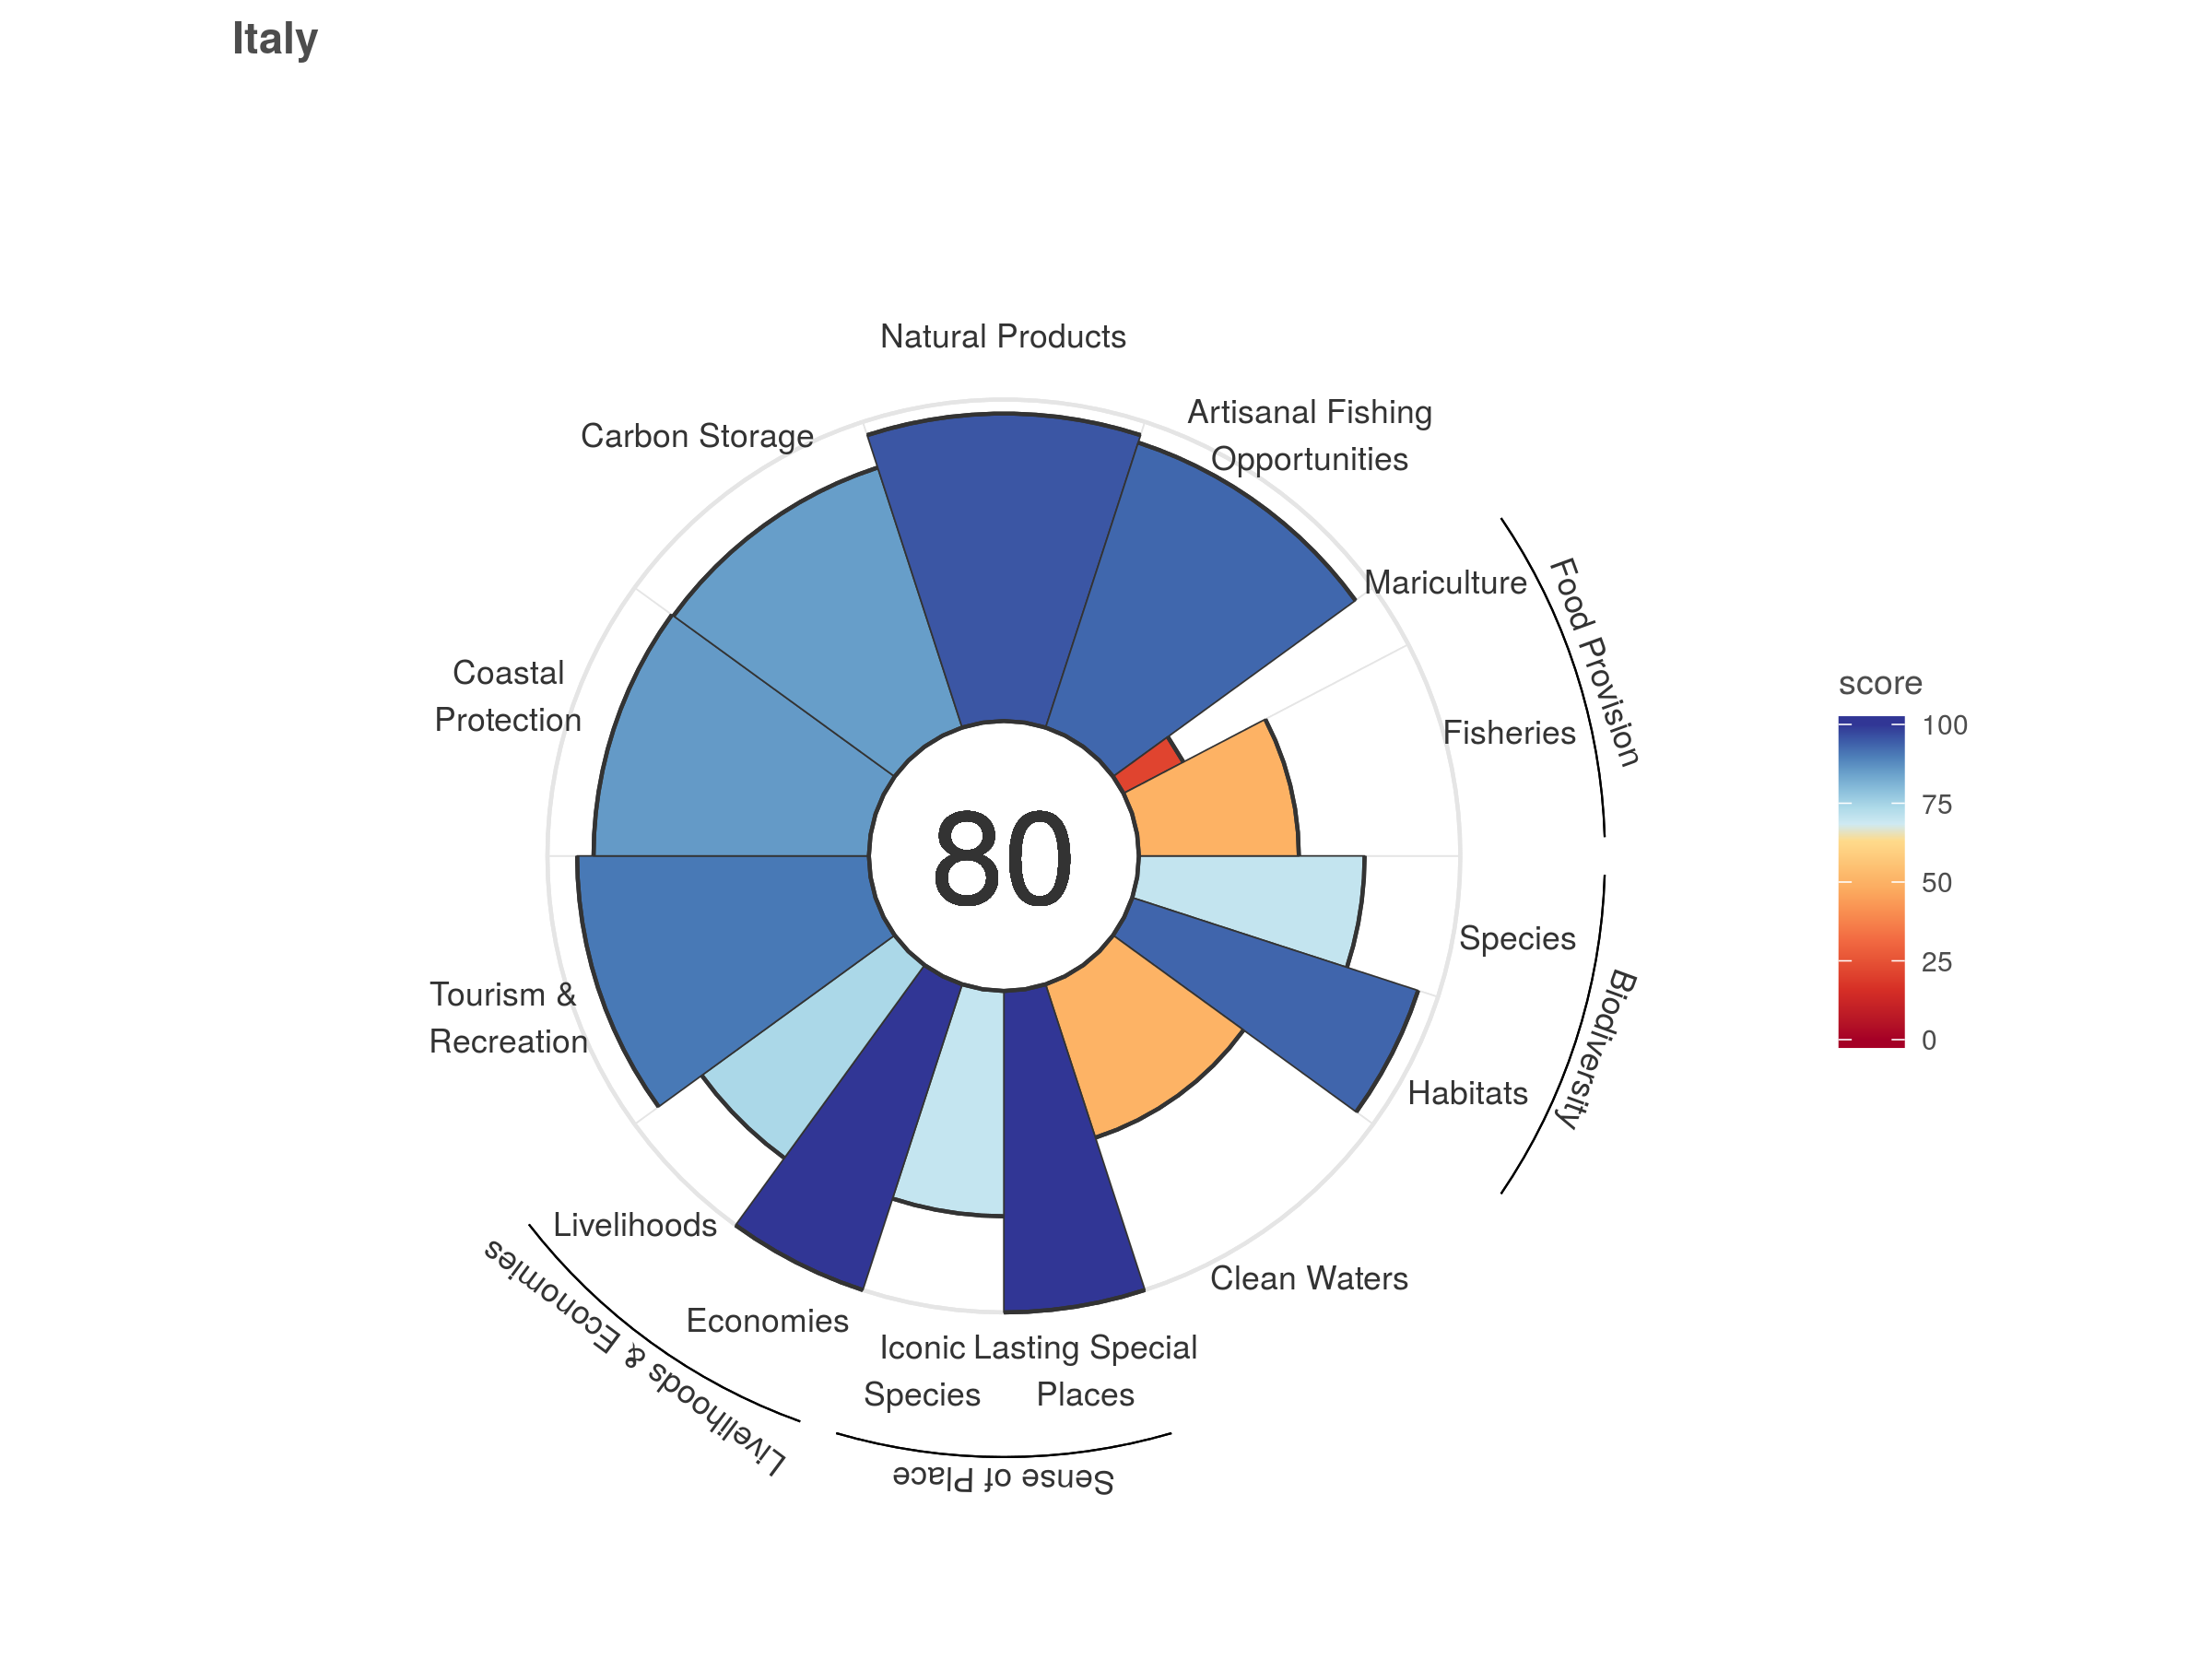 Italy
Natural Products
Artisanal Fishing
Opportunities
Carbon Storage
Mariculture
Food Provision
Fisheries
Coastal
Protection
score
100
75
50
25
0
80
Species
Biodiversity
Habitats
Tourism &
Recreation
Clean Waters
Livelihoods
Economies
Livelihoods & Economies
Iconic
Species
Lasting Special
Places
Sense of Place